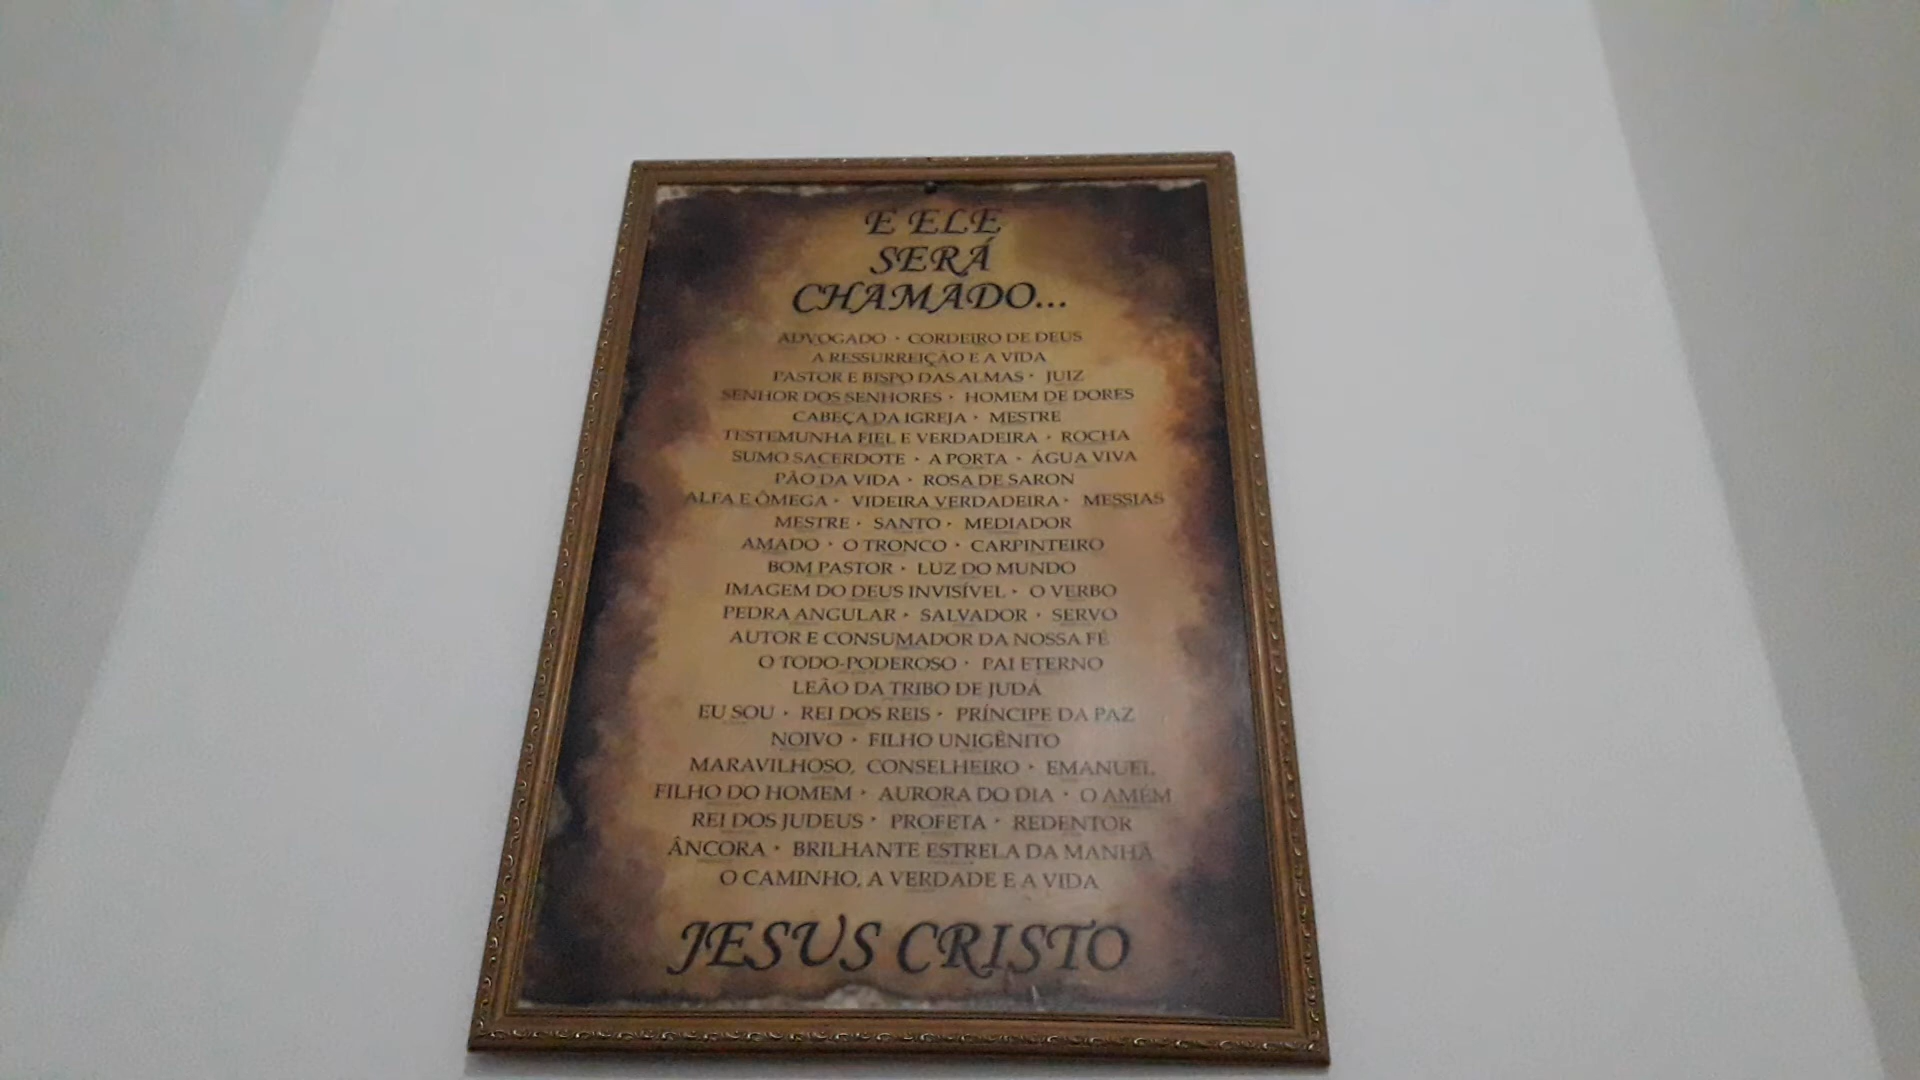 E ELE
SERÁ
CHAMADO...
ADVOGADO · CORDEIRO DE DEUS
A RESSURREIÇÃO E A VIDA
PASTOR E BISPO DAS ALMAS · JUIZ
SENHOR DOS SENHORES · HOMEM DE DORES
CABEÇA DA IGREJA · MESTRE
TESTEMUNHA FIEL E VERDADEIRA · ROCHA
SUMO SACERDOTE · A PORTA · ÁGUA VIVA
PÃO DA VIDA · ROSA DE SARON
ALFA E ÔMEGA · VIDEIRA VERDADEIRA · MESSIAS
MESTRE · SANTO · MEDIADOR
AMADO · O TRONCO · CARPINTEIRO
BOM PASTOR · LUZ DO MUNDO
IMAGEM DO DEUS INVISÍVEL · O VERBO
PEDRA ANGULAR · SALVADOR · SERVO
AUTOR E CONSUMADOR DA NOSSA FÉ
O TODO-PODEROSO · PAI ETERNO
LEÃO DA TRIBO DE JUDÁ
EU SOU · REI DOS REIS · PRÍNCIPE DA PAZ
NOIVO · FILHO UNIGÊNITO
MARAVILHOSO, CONSELHEIRO · EMANUEL
FILHO DO HOMEM · AURORA DO DIA · O AMÉM
REI DOS JUDEUS · PROFETA · REDENTOR
ÂNCORA · BRILHANTE ESTRELA DA MANHÃ
O CAMINHO, A VERDADE E A VIDA
JESUS CRISTO